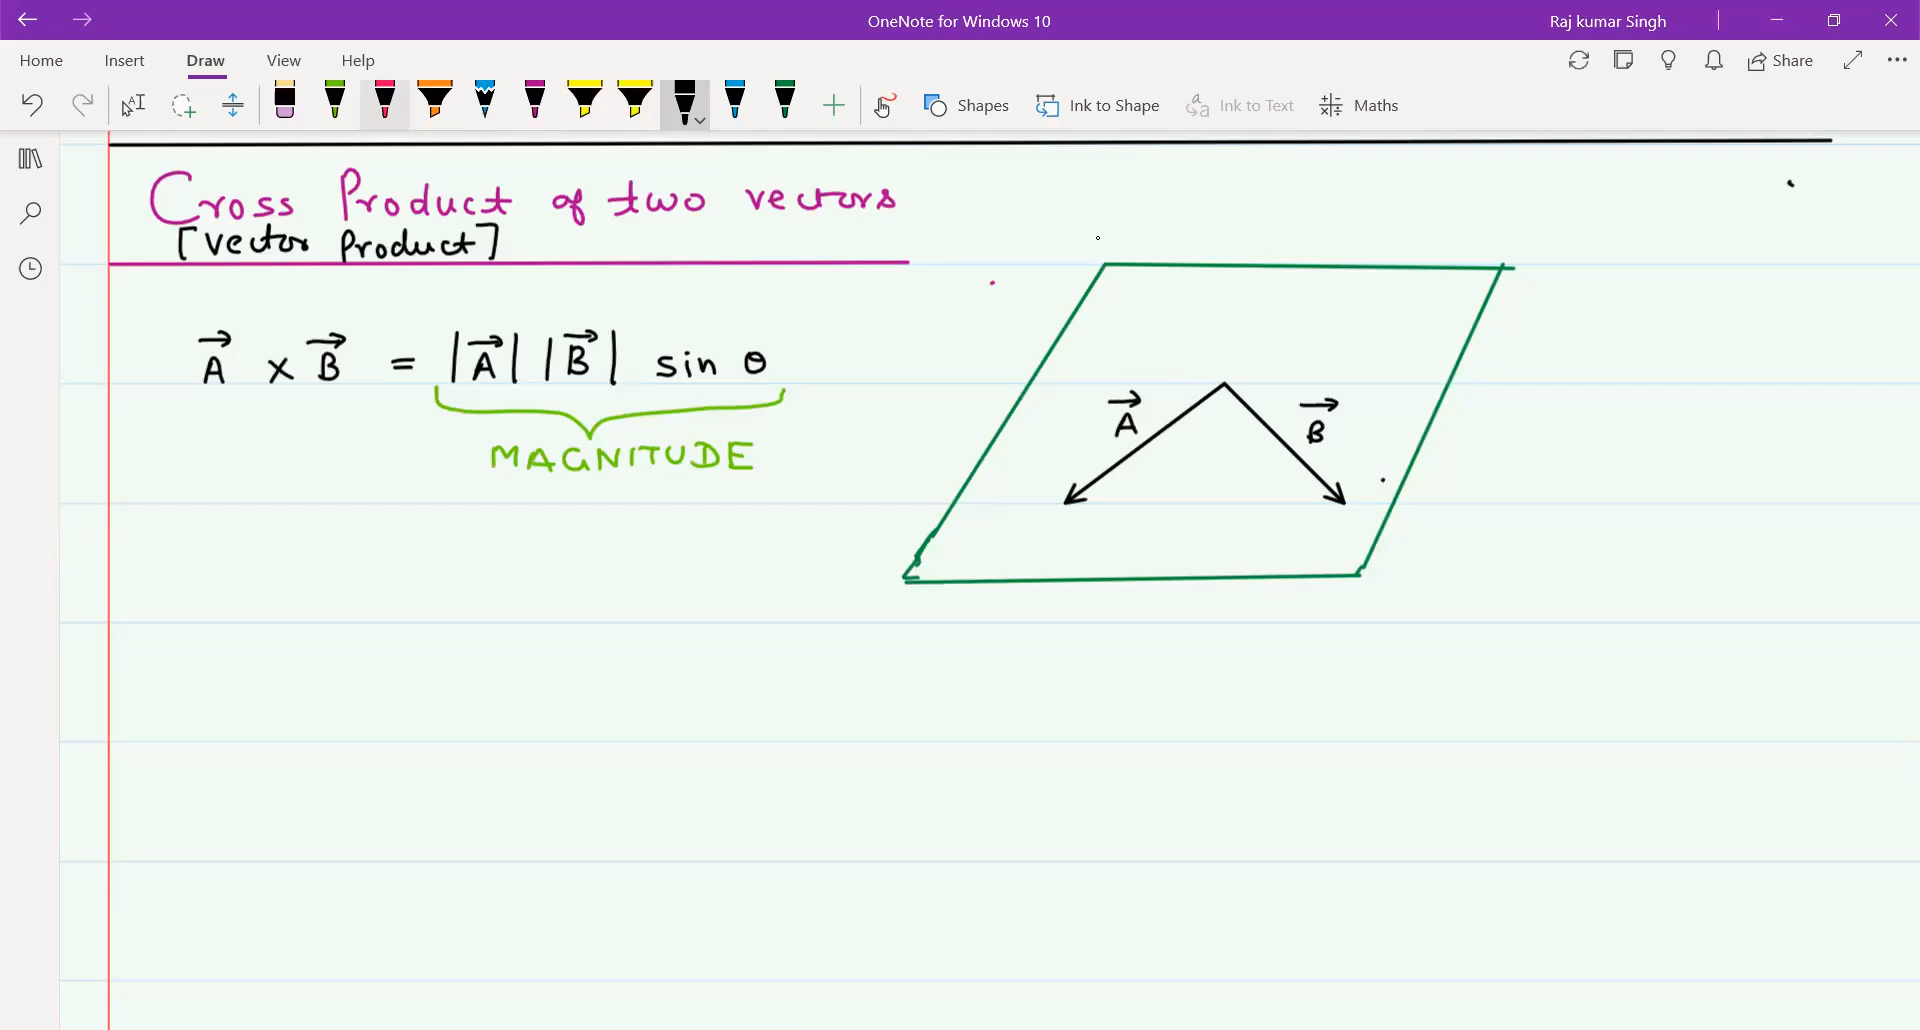 OneNote for Windows 10
Raj kumar Singh
Home Insert Draw View Help
Share
Shapes Ink to Shape Ink to Text Maths
Cross Product of two vectors
[Vector Product]
A⃗ × B⃗ = |A⃗| |B⃗| sin θ
MAGNITUDE
A⃗
B⃗